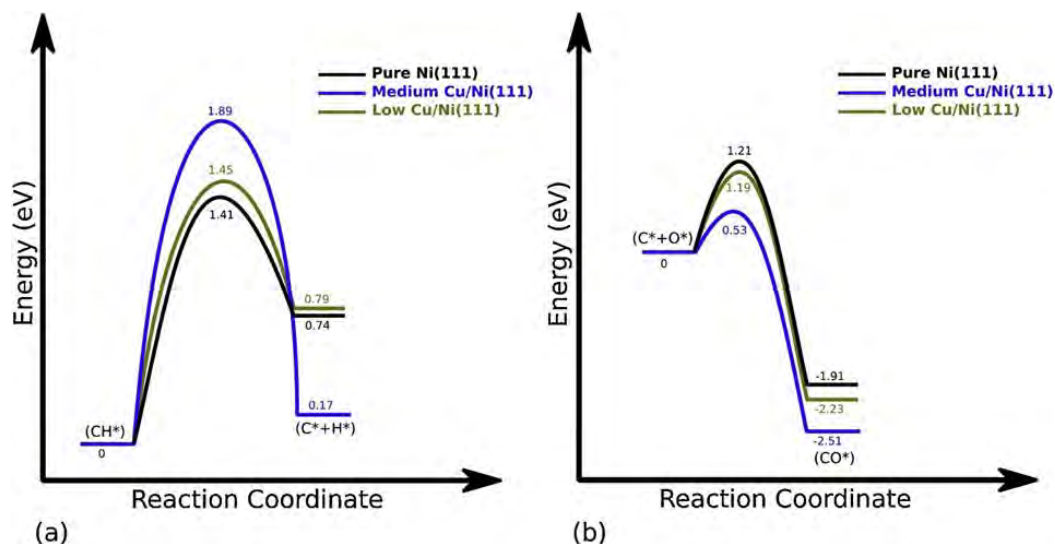 Pure Ni(111)
Medium Cu/Ni(111)
Low Cu/Ni(111)
1.89
1.45
1.41
0.79
0.74
0.17
(CH*)
0
(C*+H*)
Energy (eV)
Reaction Coordinate
(a)
Pure Ni(111)
Medium Cu/Ni(111)
Low Cu/Ni(111)
1.21
1.19
0.53
(C*+O*)
0
-1.91
-2.23
-2.51
(CO*)
Energy (eV)
Reaction Coordinate
(b)